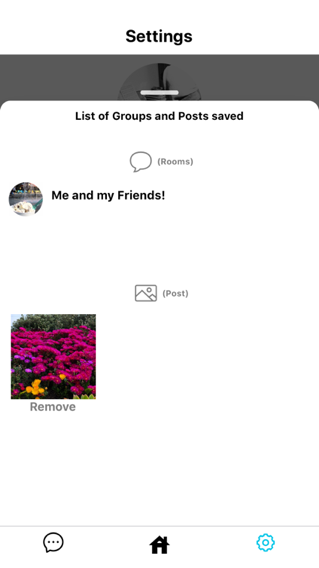 Settings
List of Groups and Posts saved
(Rooms)
Me and my Friends!
(Post)
Remove